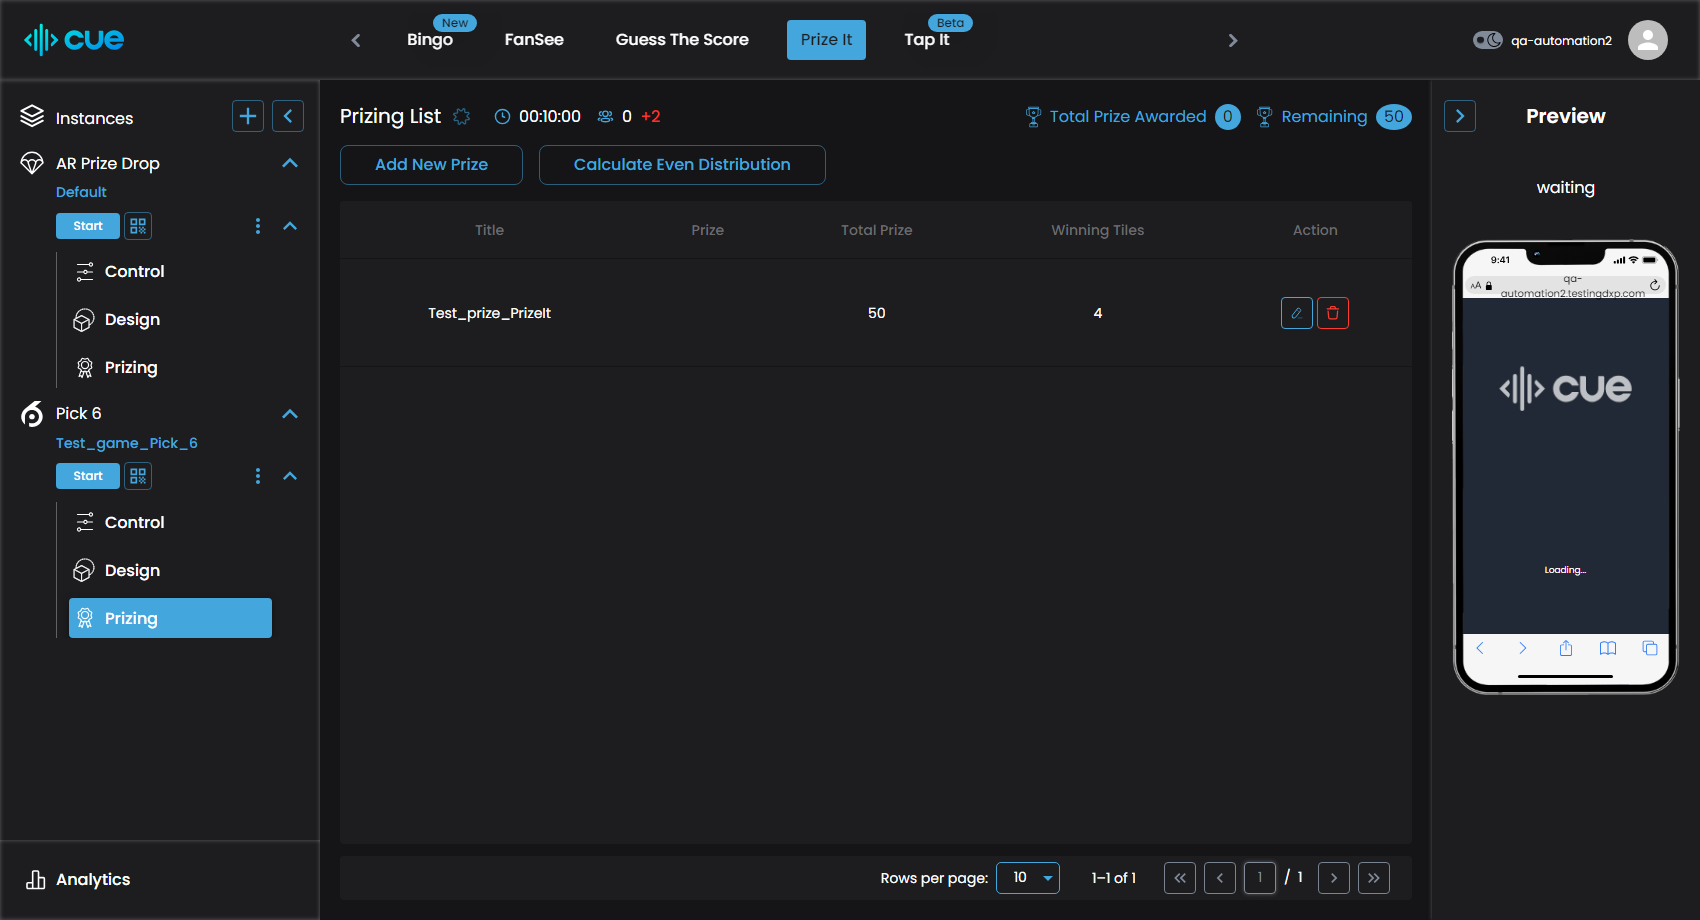 cue
Bingo
New
FanSee
Guess The Score
Prize It
Tap It
Beta
qa-automation2
Instances
AR Prize Drop
Default
Start
Control
Design
Prizing
Pick 6
Test_game_Pick_6
Start
Control
Design
Prizing
Analytics
Prizing List 00:10:00 0 +2
Total Prize Awarded 0 Remaining 50
Add New Prize
Calculate Even Distribution
Title Prize Total Prize Winning Tiles Action
Test_prize_PrizeIt 50 4
Rows per page: 10 1–1 of 1 1 / 1
Preview
waiting
9:41
AA qa-
automation2.testingdxp.com
cue
Loading...